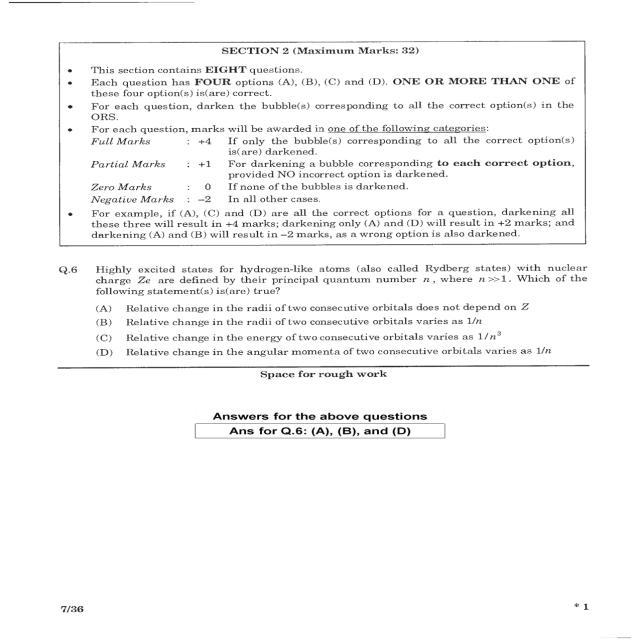 SECTION 2 (Maximum Marks: 32)
• This section contains EIGHT questions.
• Each question has FOUR options (A), (B), (C) and (D). ONE OR MORE THAN ONE of
these four option(s) is(are) correct.
• For each question, darken the bubble(s) corresponding to all the correct option(s) in the
ORS.
• For each question, marks will be awarded in one of the following categories:
Full Marks : +4 If only the bubble(s) corresponding to all the correct option(s)
is(are) darkened.
Partial Marks : +1 For darkening a bubble corresponding to each correct option,
provided NO incorrect option is darkened.
Zero Marks : 0 If none of the bubbles is darkened.
Negative Marks : −2 In all other cases.
• For example, if (A), (C) and (D) are all the correct options for a question, darkening all
these three will result in +4 marks; darkening only (A) and (D) will result in +2 marks; and
darkening (A) and (B) will result in −2 marks, as a wrong option is also darkened.
Q.6 Highly excited states for hydrogen-like atoms (also called Rydberg states) with nuclear
charge Ze are defined by their principal quantum number n, where n>>1. Which of the
following statement(s) is(are) true?
(A) Relative change in the radii of two consecutive orbitals does not depend on Z
(B) Relative change in the radii of two consecutive orbitals varies as 1/n
(C) Relative change in the energy of two consecutive orbitals varies as 1/n³
(D) Relative change in the angular momenta of two consecutive orbitals varies as 1/n
Space for rough work
Answers for the above questions
Ans for Q.6: (A), (B), and (D)
7/36 * 1